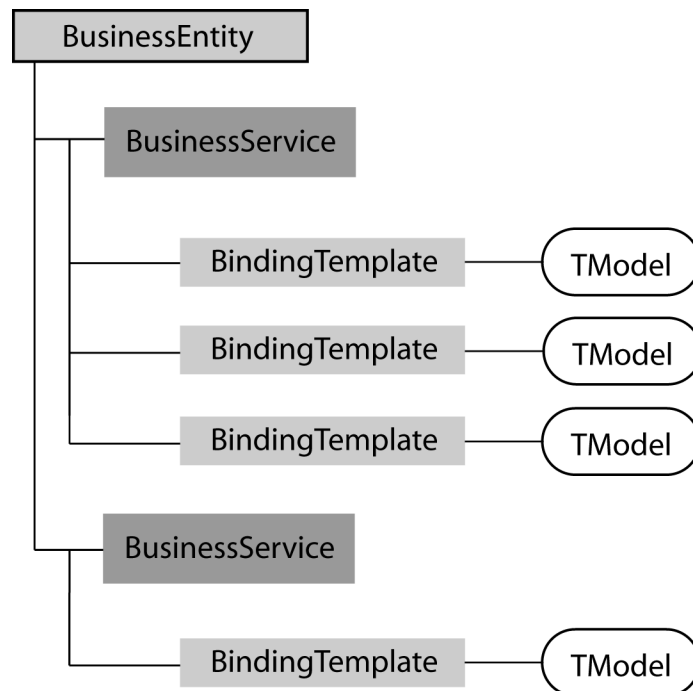 BusinessEntity
BusinessService
BindingTemplate
TModel
BindingTemplate
TModel
BindingTemplate
TModel
BusinessService
BindingTemplate
TModel